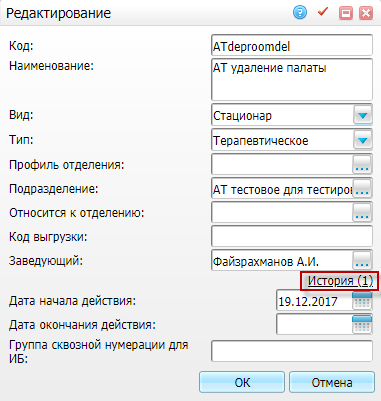 Редактирование
Код: ATdeproomdel
Наименование: АТ удаление палаты
Вид: Стационар
Тип: Терапевтическое
Профиль отделения: ...
Подразделение: АТ тестовое для тестиров ...
Относится к отделению: ...
Код выгрузки:
Заведующий: Файзрахманов А.И. ...
История (1)
Дата начала действия: 19.12.2017
Дата окончания действия:
Группа сквозной нумерации для
ИБ:
ОК Отмена